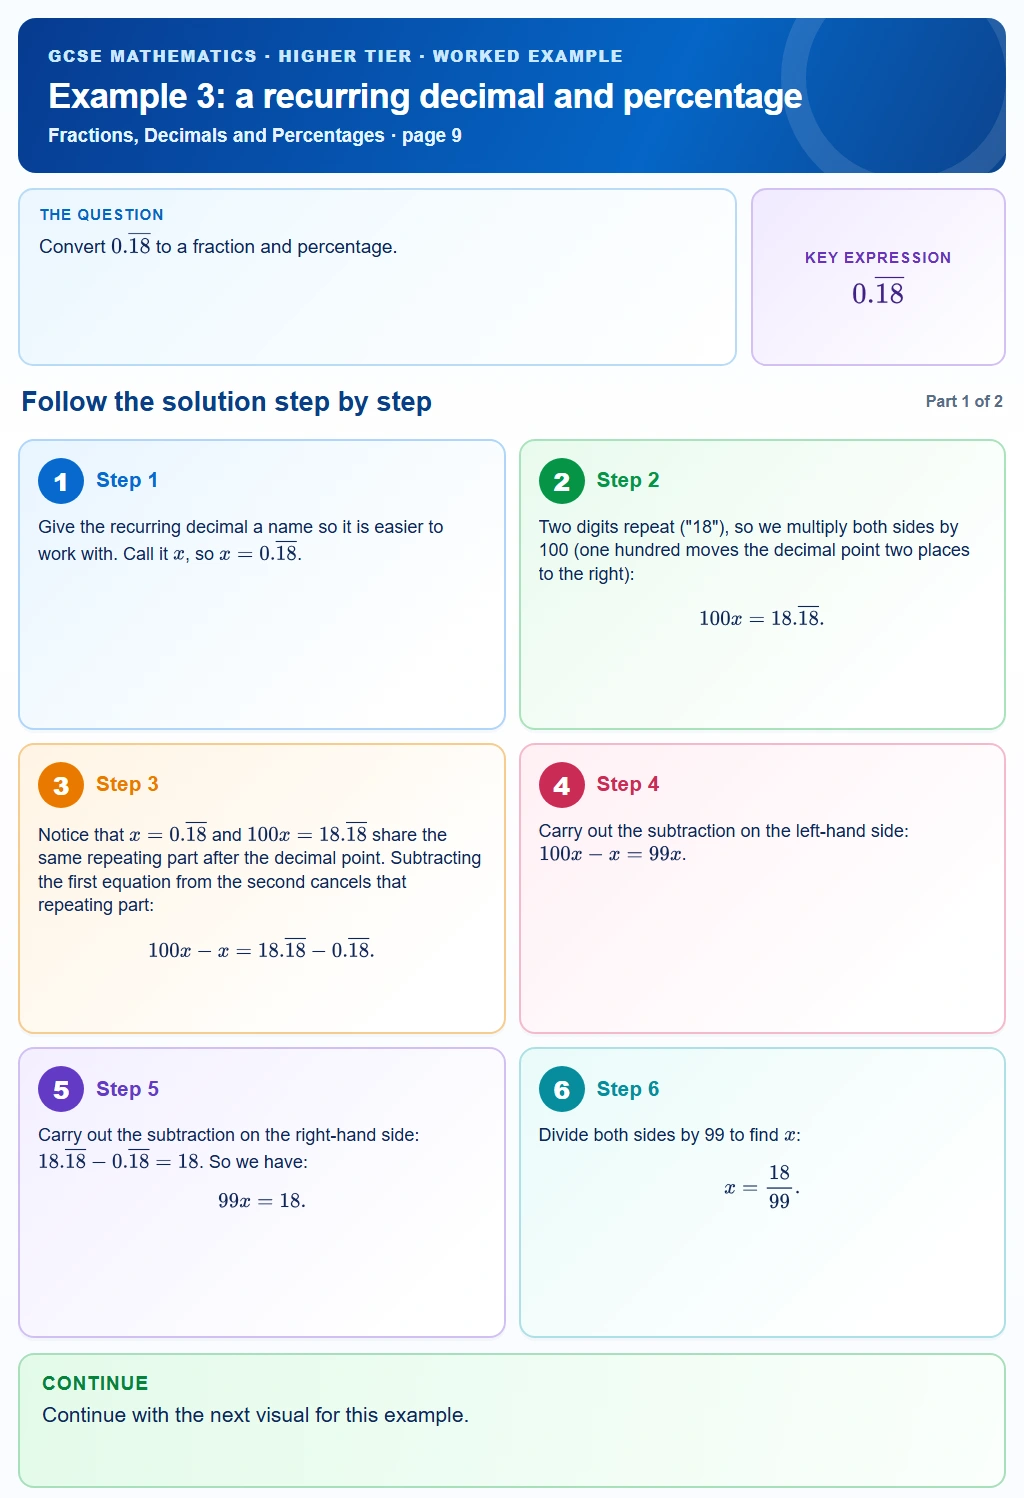 GCSE MATHEMATICS · HIGHER TIER · WORKED EXAMPLE
Example 3: a recurring decimal and percentage
Fractions, Decimals and Percentages · page 9
THE QUESTION
Convert $0.\overline{18}$ to a fraction and percentage.
KEY EXPRESSION
$0.\overline{18}$
Follow the solution step by step
Part 1 of 2
1 Step 1
Give the recurring decimal a name so it is easier to
work with. Call it $x$, so $x = 0.\overline{18}$.
2 Step 2
Two digits repeat ("18"), so we multiply both sides by
100 (one hundred moves the decimal point two places
to the right):
$100x = 18.\overline{18}.$
3 Step 3
Notice that $x = 0.\overline{18}$ and $100x = 18.\overline{18}$ share the
same repeating part after the decimal point. Subtracting
the first equation from the second cancels that
repeating part:
$100x - x = 18.\overline{18} - 0.\overline{18}.$
4 Step 4
Carry out the subtraction on the left-hand side:
$100x - x = 99x$.
5 Step 5
Carry out the subtraction on the right-hand side:
$18.\overline{18} - 0.\overline{18} = 18$. So we have:
$99x = 18.$
6 Step 6
Divide both sides by 99 to find $x$:
$x = \frac{18}{99}.$
CONTINUE
Continue with the next visual for this example.